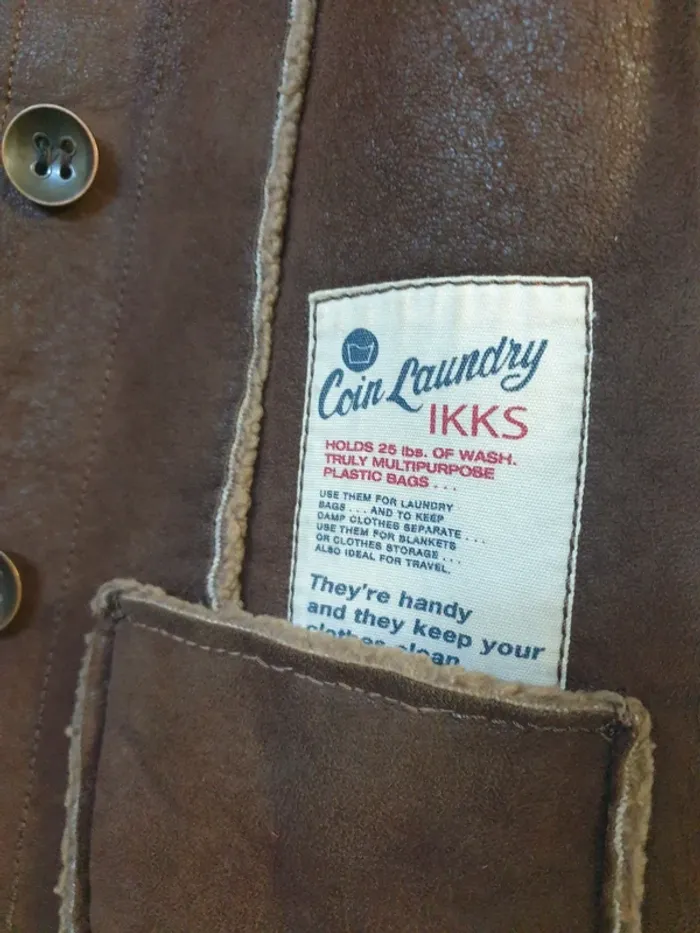 Coin Laundry
IKKS
HOLDS 25 lbs. OF WASH.
TRULY MULTIPURPOSE
PLASTIC BAGS . . .
USE THEM FOR LAUNDRY
BAGS . . . AND TO KEEP
DAMP CLOTHES SEPARATE . . .
USE THEM FOR BLANKETS
OR CLOTHES STORAGE . . .
ALSO IDEAL FOR TRAVEL.
They're handy
and they keep your
clothes clean